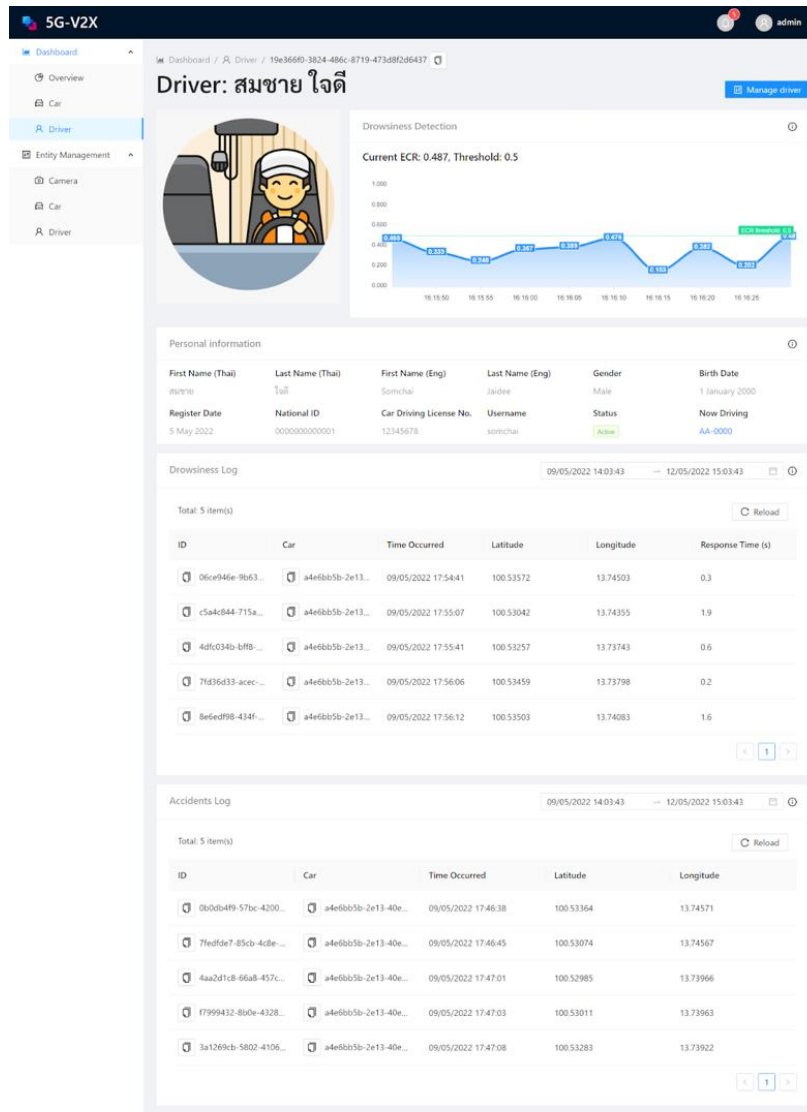 5G-V2X
5
admin
Dashboard
Overview
Car
Driver
Entity Management
Camera
Car
Driver
Dashboard / Driver / 19e366f0-3824-486c-8719-473d8f2d6437
Driver: สมชาย ใจดี
Manage driver
Drowsiness Detection
Current ECR: 0.487, Threshold: 0.5
1.000
0.800
0.600
0.400
0.200
0.000
ECR threshold: 0.5
0.333
0.246
0.367
0.389
0.476
0.153
0.382
0.202
16:15:50 16:15:55 16:16:00 16:16:05 16:16:10 16:16:15 16:16:20 16:16:25
Personal information
First Name (Thai) Last Name (Thai) First Name (Eng) Last Name (Eng) Gender Birth Date
สมชาย ใจดี Somchai Jaidee Male 1 January 2000
Register Date National ID Car Driving License No. Username Status Now Driving
5 May 2022 0000000000001 12345678 somchai Active AA-0000
Drowsiness Log
09/05/2022 14:03:43 → 12/05/2022 15:03:43
Total: 5 item(s)
Reload
ID Car Time Occurred Latitude Longitude Response Time (s)
06ce946e-9b63... a4e6bb5b-2e13... 09/05/2022 17:54:41 100.53572 13.74503 0.3
c5a4c844-715a... a4e6bb5b-2e13... 09/05/2022 17:55:07 100.53042 13.74355 1.9
4dfc034b-bff8-... a4e6bb5b-2e13... 09/05/2022 17:55:41 100.53257 13.73743 0.6
7fd36d33-acec-... a4e6bb5b-2e13... 09/05/2022 17:56:06 100.53459 13.73798 0.2
8e6edf98-434f-... a4e6bb5b-2e13... 09/05/2022 17:56:12 100.53503 13.74083 1.6
1
Accidents Log
09/05/2022 14:03:43 → 12/05/2022 15:03:43
Total: 5 item(s)
Reload
ID Car Time Occurred Latitude Longitude
0b0db4f9-57bc-4200... a4e6bb5b-2e13-40e... 09/05/2022 17:46:38 100.53364 13.74571
7fedfde7-85cb-4c8e-... a4e6bb5b-2e13-40e... 09/05/2022 17:46:45 100.53074 13.74567
4aa2d1c8-66a8-457c... a4e6bb5b-2e13-40e... 09/05/2022 17:47:01 100.52985 13.73966
f7999432-8b0e-4328... a4e6bb5b-2e13-40e... 09/05/2022 17:47:03 100.53011 13.73963
3a1269cb-5802-4106... a4e6bb5b-2e13-40e... 09/05/2022 17:47:08 100.53283 13.73922
1